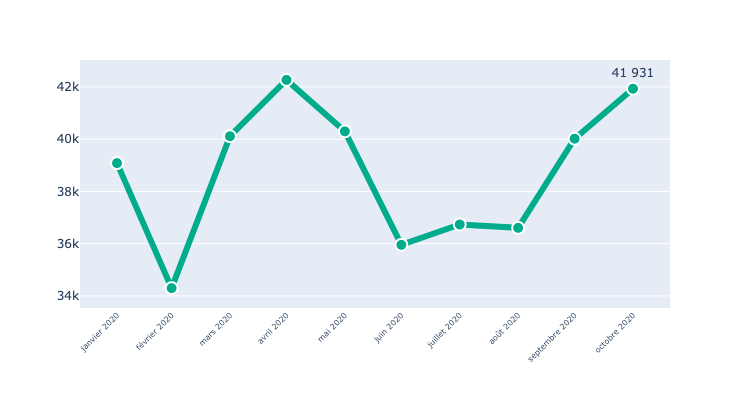 41 931
42k
40k
38k
36k
34k
janvier 2020
février 2020
mars 2020
avril 2020
mai 2020
juin 2020
juillet 2020
août 2020
septembre 2020
octobre 2020